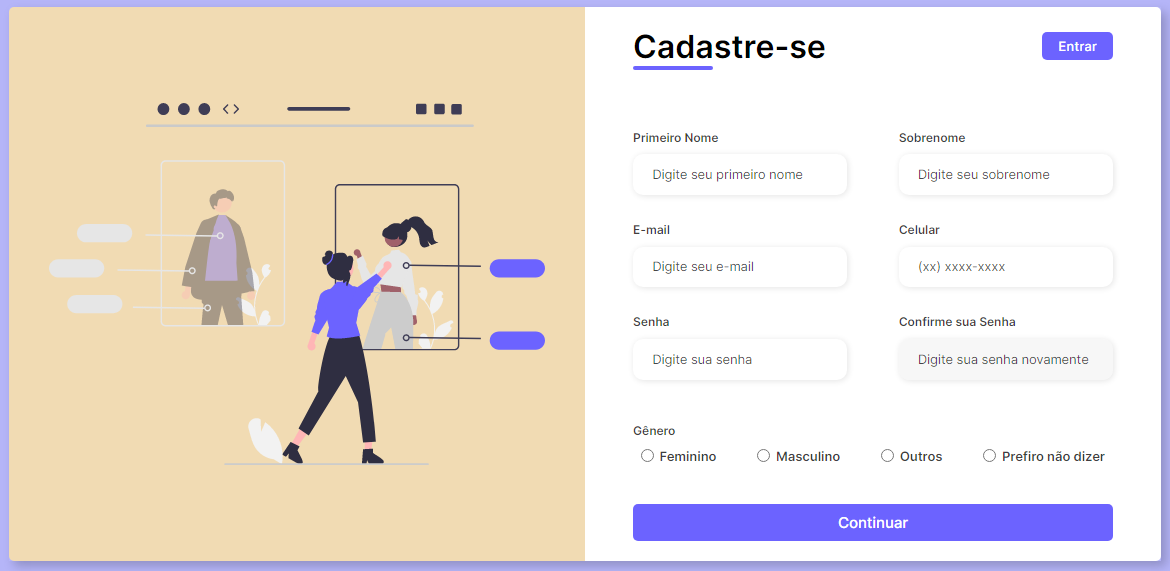 Cadastre-se
Entrar
Primeiro Nome
Sobrenome
Digite seu primeiro nome
Digite seu sobrenome
E-mail
Celular
Digite seu e-mail
(xx) xxxx-xxxx
Senha
Confirme sua Senha
Digite sua senha
Digite sua senha novamente
Gênero
Feminino
Masculino
Outros
Prefiro não dizer
Continuar